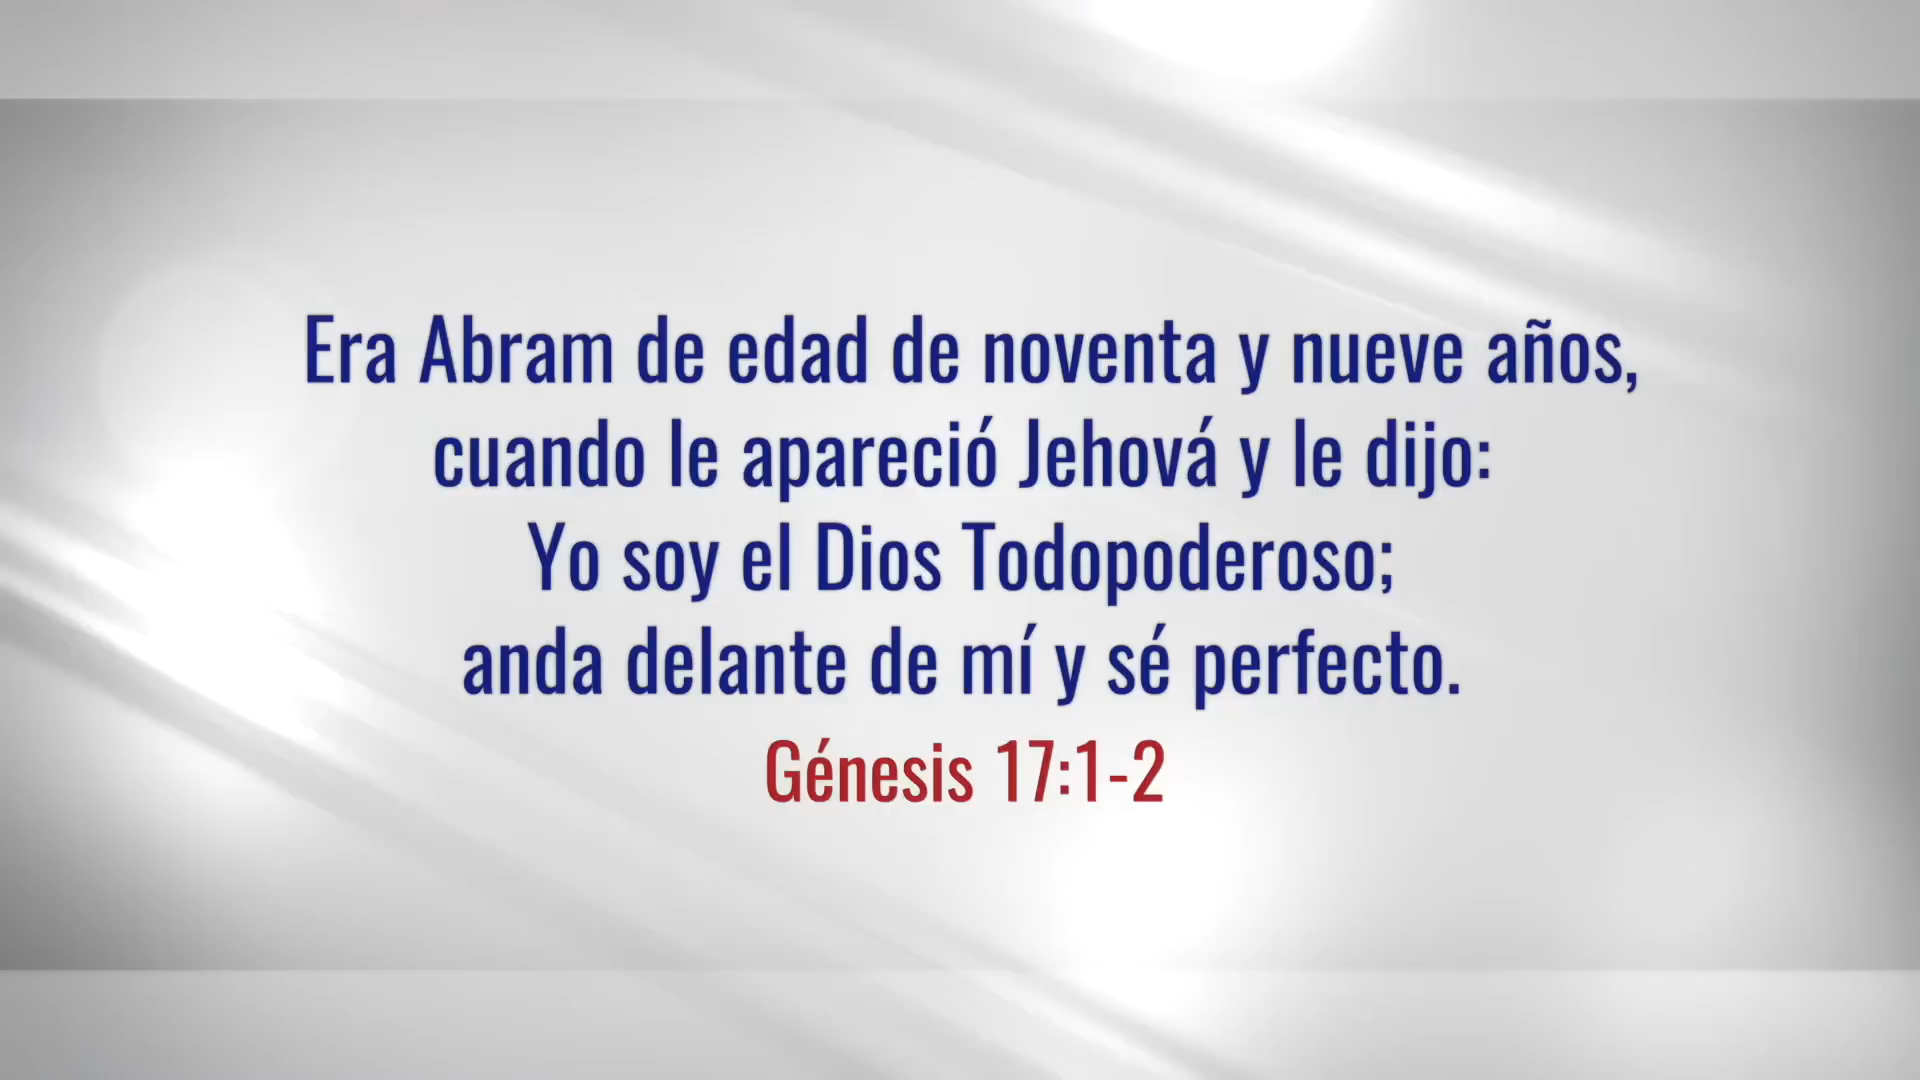 Era Abram de edad de noventa y nueve años,
cuando le apareció Jehová y le dijo:
Yo soy el Dios Todopoderoso;
anda delante de mí y sé perfecto.
Génesis 17:1-2